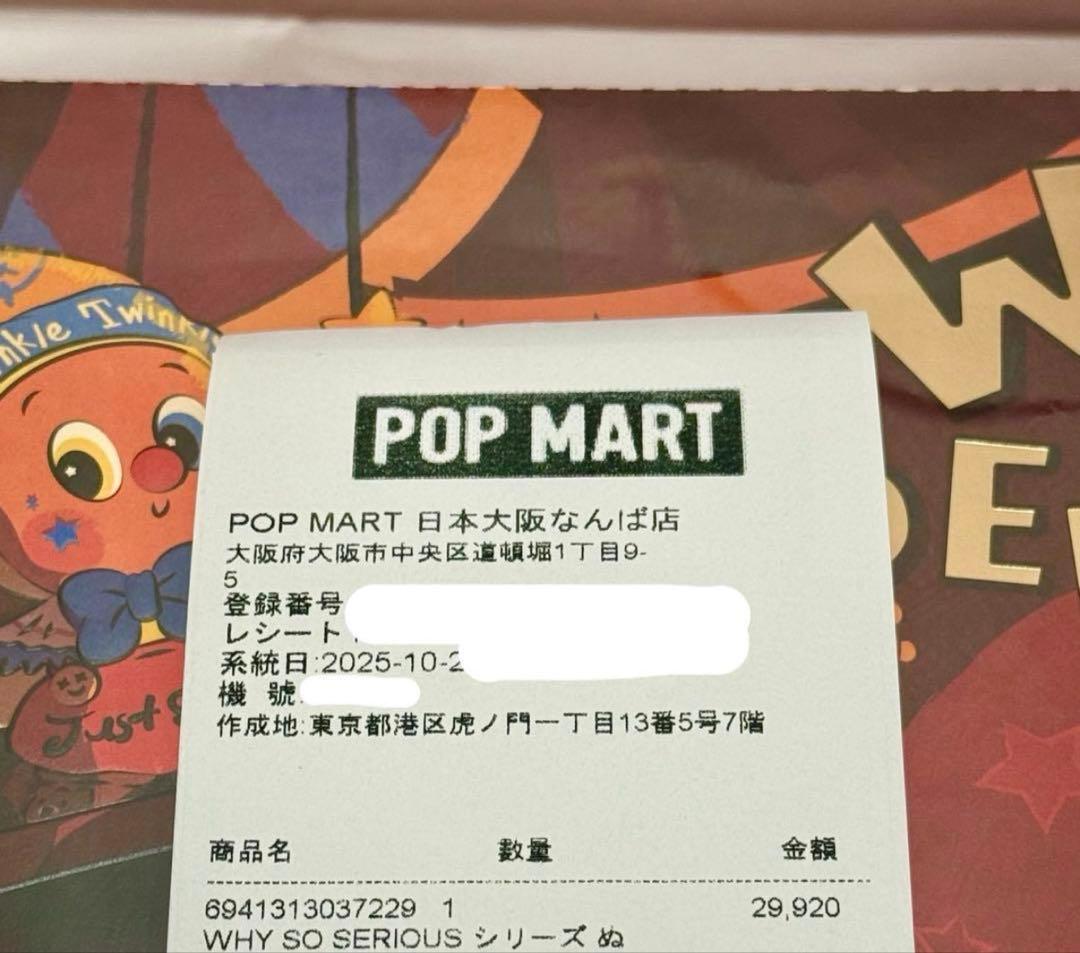 Twinkle
W
E
Just
POP MART
POP MART 日本大阪なんば店
大阪府大阪市中央区道頓堀1丁目9-
5
登録番号
レシート
系統日:2025-10-2
機 號:
作成地:東京都港区虎ノ門一丁目13番5号7階
商品名 数量 金額
6941313037229 1 29,920
WHY SO SERIOUS シリーズ ぬ